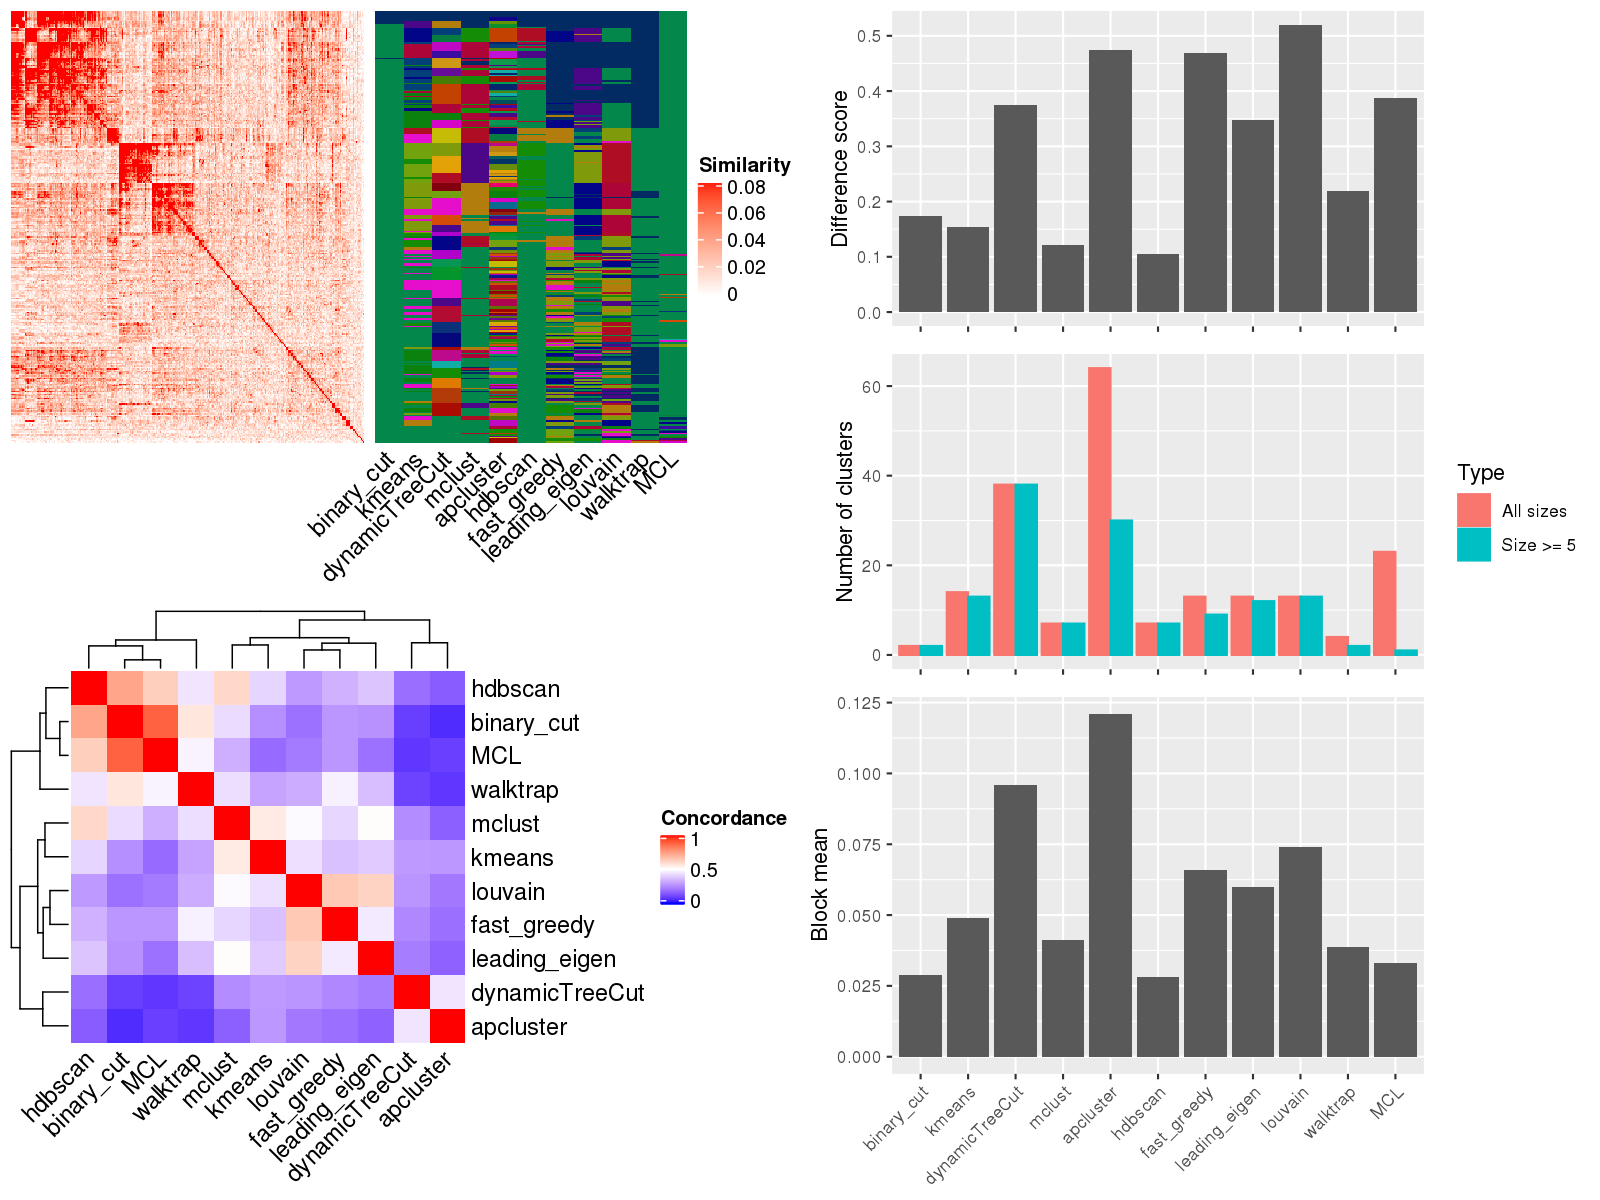 Similarity
0.08
0.06
0.04
0.02
0
binary_cut
kmeans
dynamicTreeCut
mclust
apcluster
hdbscan
fast_greedy
leading_eigen
louvain
walktrap
MCL
hdbscan
binary_cut
MCL
walktrap
mclust
kmeans
louvain
fast_greedy
leading_eigen
dynamicTreeCut
apcluster
hdbscan
binary_cut
MCL
walktrap
mclust
kmeans
louvain
fast_greedy
leading_eigen
dynamicTreeCut
apcluster
Concordance
1
0.5
0
Difference score
0.5
0.4
0.3
0.2
0.1
0.0
Number of clusters
60
40
20
0
Type
All sizes
Size >= 5
Block mean
0.125
0.100
0.075
0.050
0.025
0.000
binary_cut
kmeans
dynamicTreeCut
mclust
apcluster
hdbscan
fast_greedy
leading_eigen
louvain
walktrap
MCL